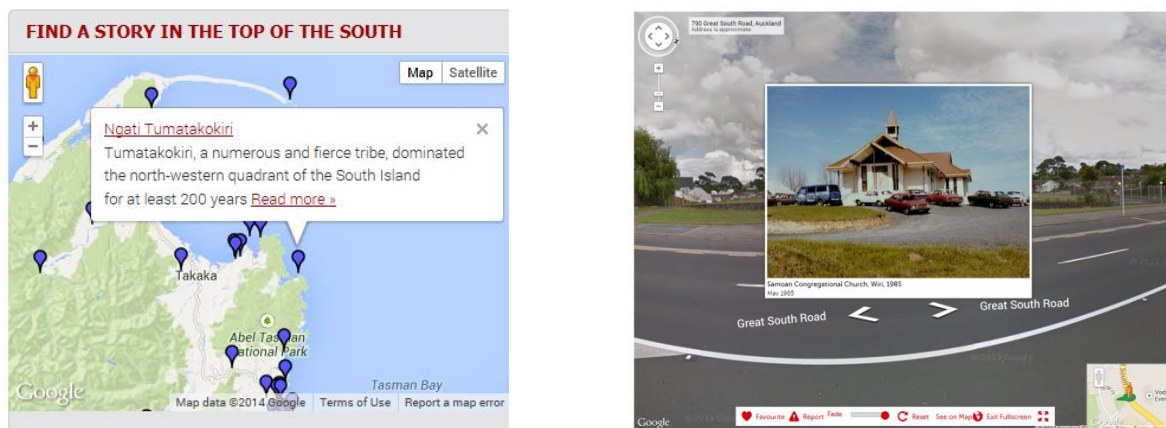 FIND A STORY IN THE TOP OF THE SOUTH
Map Satellite
Ngati Tumatakokiri
Tumatakokiri, a numerous and fierce tribe, dominated
the north-western quadrant of the South Island
for at least 200 years Read more »
Takaka
Abel Tasman
National Park
Tasman Bay
Google
Map data ©2014 Google Terms of Use Report a map error
790 Great South Road, Auckland
Address is approximate
Samoan Congregational Church, Wiri, 1985
May 1985
Great South Road
Great South Road
Google
Favourite Report Fade Reset See on Map Exit Fullscreen